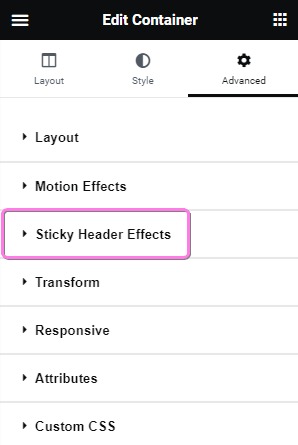 Edit Container
Layout Style Advanced
Layout
Motion Effects
Sticky Header Effects
Transform
Responsive
Attributes
Custom CSS